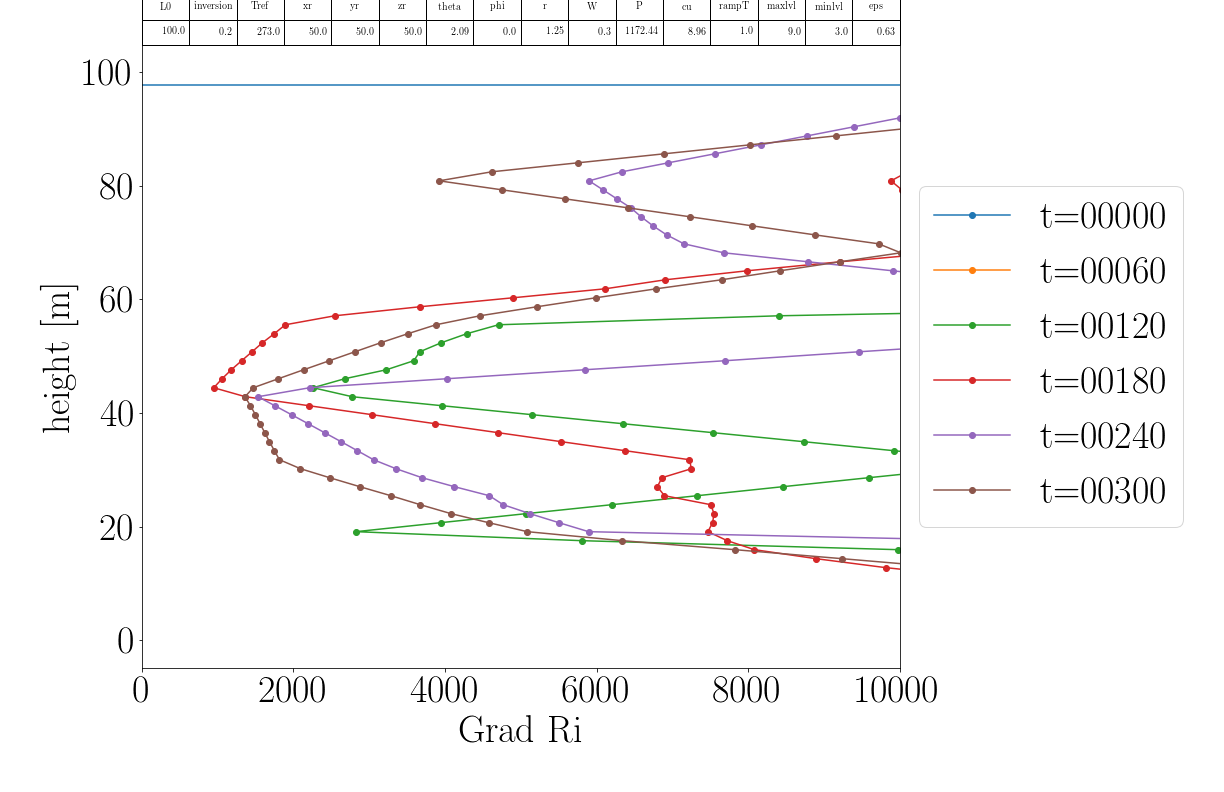 L0 inversion Tref xr yr zr theta phi r W P cu rampT maxlvl minlvl eps
100.0 0.2 273.0 50.0 50.0 50.0 2.09 0.0 1.25 0.3 1172.44 8.96 1.0 9.0 3.0 0.63
100
80
60
40
20
0
height [m]
0 2000 4000 6000 8000 10000
Grad Ri
t=00000
t=00060
t=00120
t=00180
t=00240
t=00300